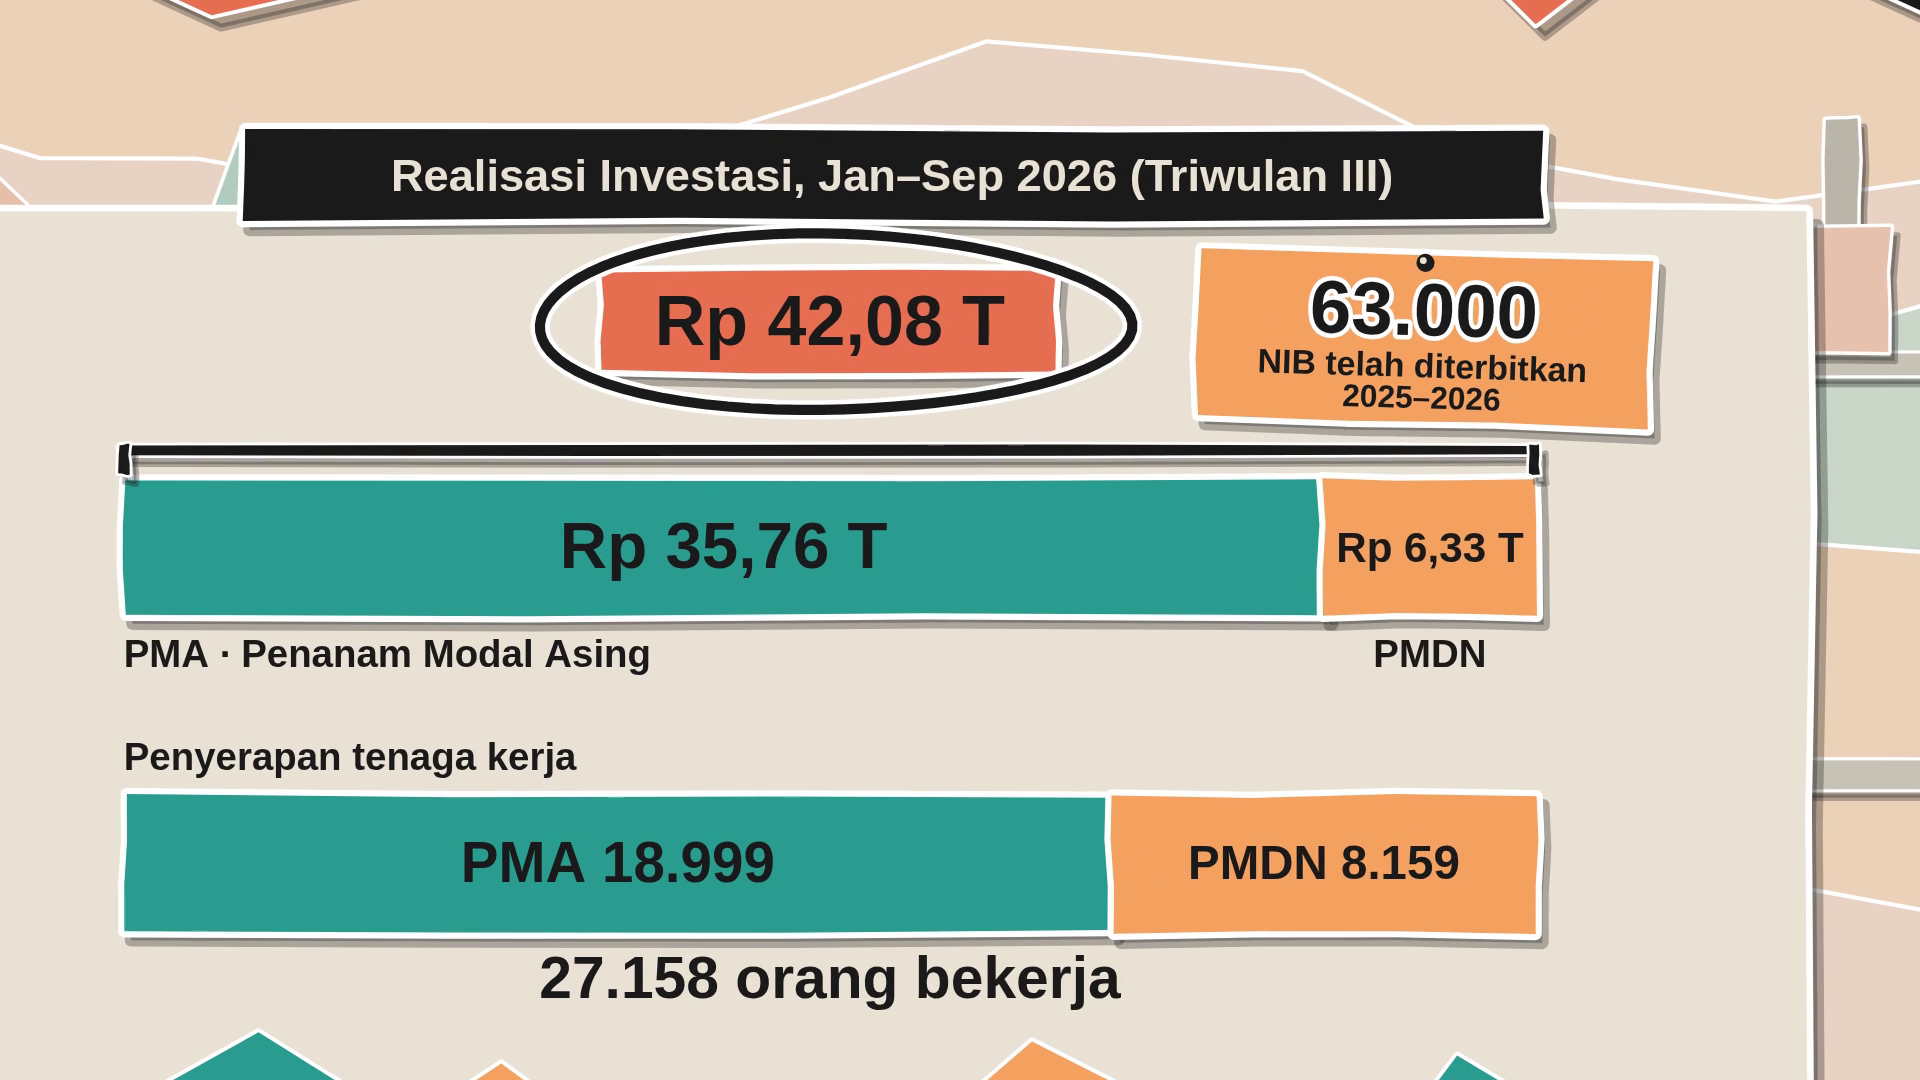 Realisasi Investasi, Jan–Sep 2026 (Triwulan III)
Rp 42,08 T
63.000
NIB telah diterbitkan
2025–2026
Rp 35,76 T
Rp 6,33 T
PMA · Penanam Modal Asing
PMDN
Penyerapan tenaga kerja
PMA 18.999
PMDN 8.159
27.158 orang bekerja